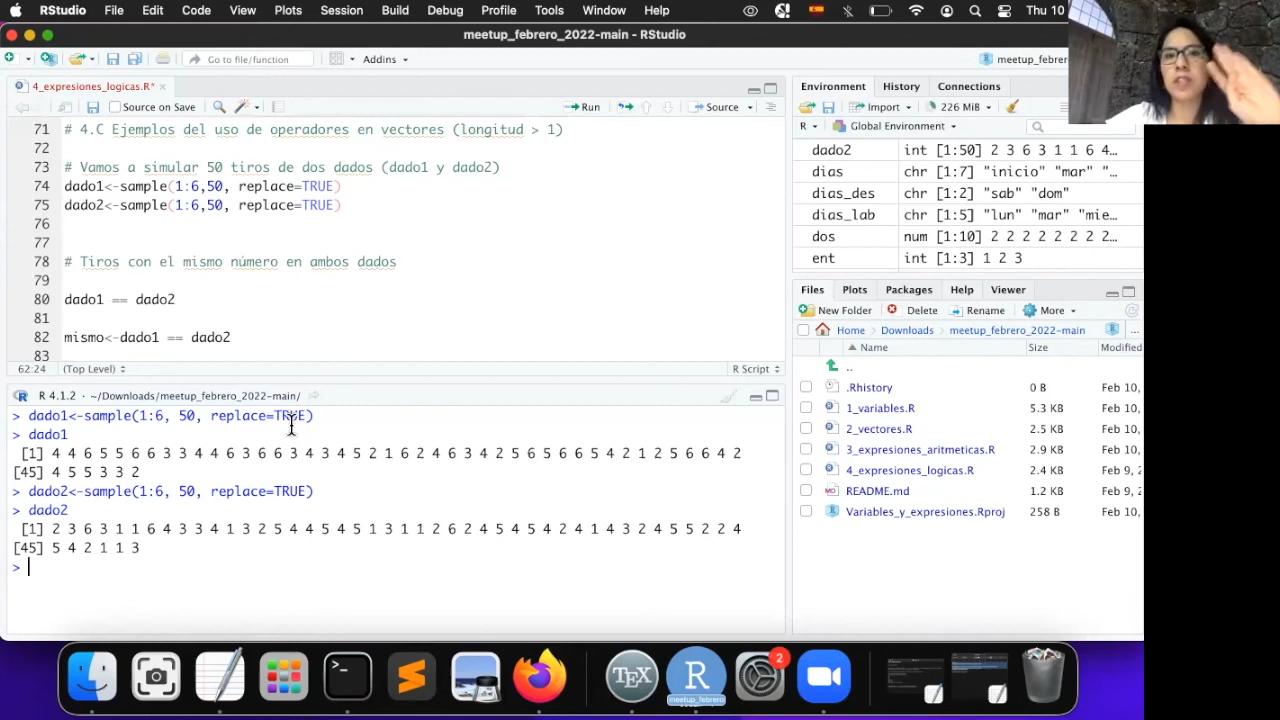 RStudio File Edit Code View Plots Session Build Debug Profile Tools Window Help Thu 10
meetup_febrero_2022-main - RStudio
Go to file/function Addins meetup_febrero
4_expresiones_logicas.R*
Source on Save Run Source
71 # 4.C Ejemplos del uso de operadores en vectores (longitud > 1)
72
73 # Vamos a simular 50 tiros de dos dados (dado1 y dado2)
74 dado1<-sample(1:6,50, replace=TRUE)
75 dado2<-sample(1:6,50, replace=TRUE)
76
77
78 # Tiros con el mismo número en ambos dados
79
80 dado1 == dado2
81
82 mismo<-dado1 == dado2
83
62:24 (Top Level) R Script
R 4.1.2 · ~/Downloads/meetup_febrero_2022-main/
> dado1<-sample(1:6, 50, replace=TRUE)
> dado1
[1] 4 4 6 5 5 6 6 3 3 4 4 6 3 6 6 3 4 3 4 5 2 1 6 2 4 6 3 4 2 5 6 5 6 6 5 4 2 1 2 5 6 6 4 2
[45] 4 5 5 3 3 2
> dado2<-sample(1:6, 50, replace=TRUE)
> dado2
[1] 2 3 6 3 1 1 6 4 3 3 4 1 3 2 5 4 4 5 4 5 1 3 1 1 2 6 2 4 5 4 5 4 2 4 1 4 3 2 4 5 5 2 2 4
[45] 5 4 2 1 1 3
>
Environment History Connections
Import 226 MiB
R Global Environment
dado2 int [1:50] 2 3 6 3 1 1 6 4…
dias chr [1:7] "inicio" "mar" "…
dias_des chr [1:2] "sab" "dom"
dias_lab chr [1:5] "lun" "mar" "mie…
dos num [1:10] 2 2 2 2 2 2 2 2…
ent int [1:3] 1 2 3
Files Plots Packages Help Viewer
New Folder Delete Rename More
Home Downloads meetup_febrero_2022-main ...
Name Size Modified
..
.Rhistory 0 B Feb 10,
1_variables.R 5.3 KB Feb 10,
2_vectores.R 2.5 KB Feb 10,
3_expresiones_aritmeticas.R 2.9 KB Feb 10,
4_expresiones_logicas.R 2.4 KB Feb 9, 2
README.md 1.2 KB Feb 9, 2
Variables_y_expresiones.Rproj 258 B Feb 10,
>_ TEX R 2
meetup_febrero